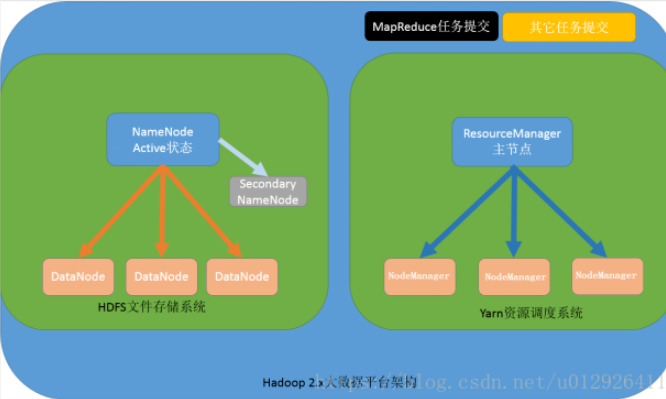 MapReduce任务提交
其它任务提交
NameNode
Active状态
Secondary
NameNode
DataNode
DataNode
DataNode
HDFS文件存储系统
ResourceManager
主节点
NodeManager
NodeManager
NodeManager
Yarn资源调度系统
Hadoop 2.x大数据平台架构
https://blog.csdn.net/u012926411